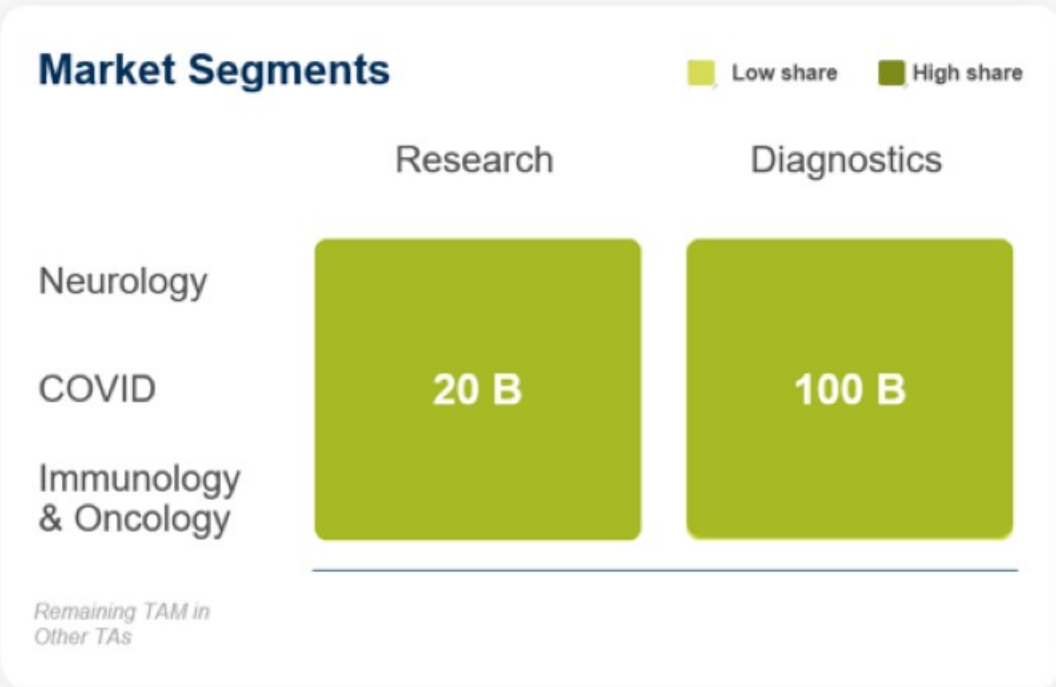 Market Segments
Low share
High share
Research
Diagnostics
Neurology
COVID
Immunology
& Oncology
20 B
100 B
Remaining TAM in
Other TAs